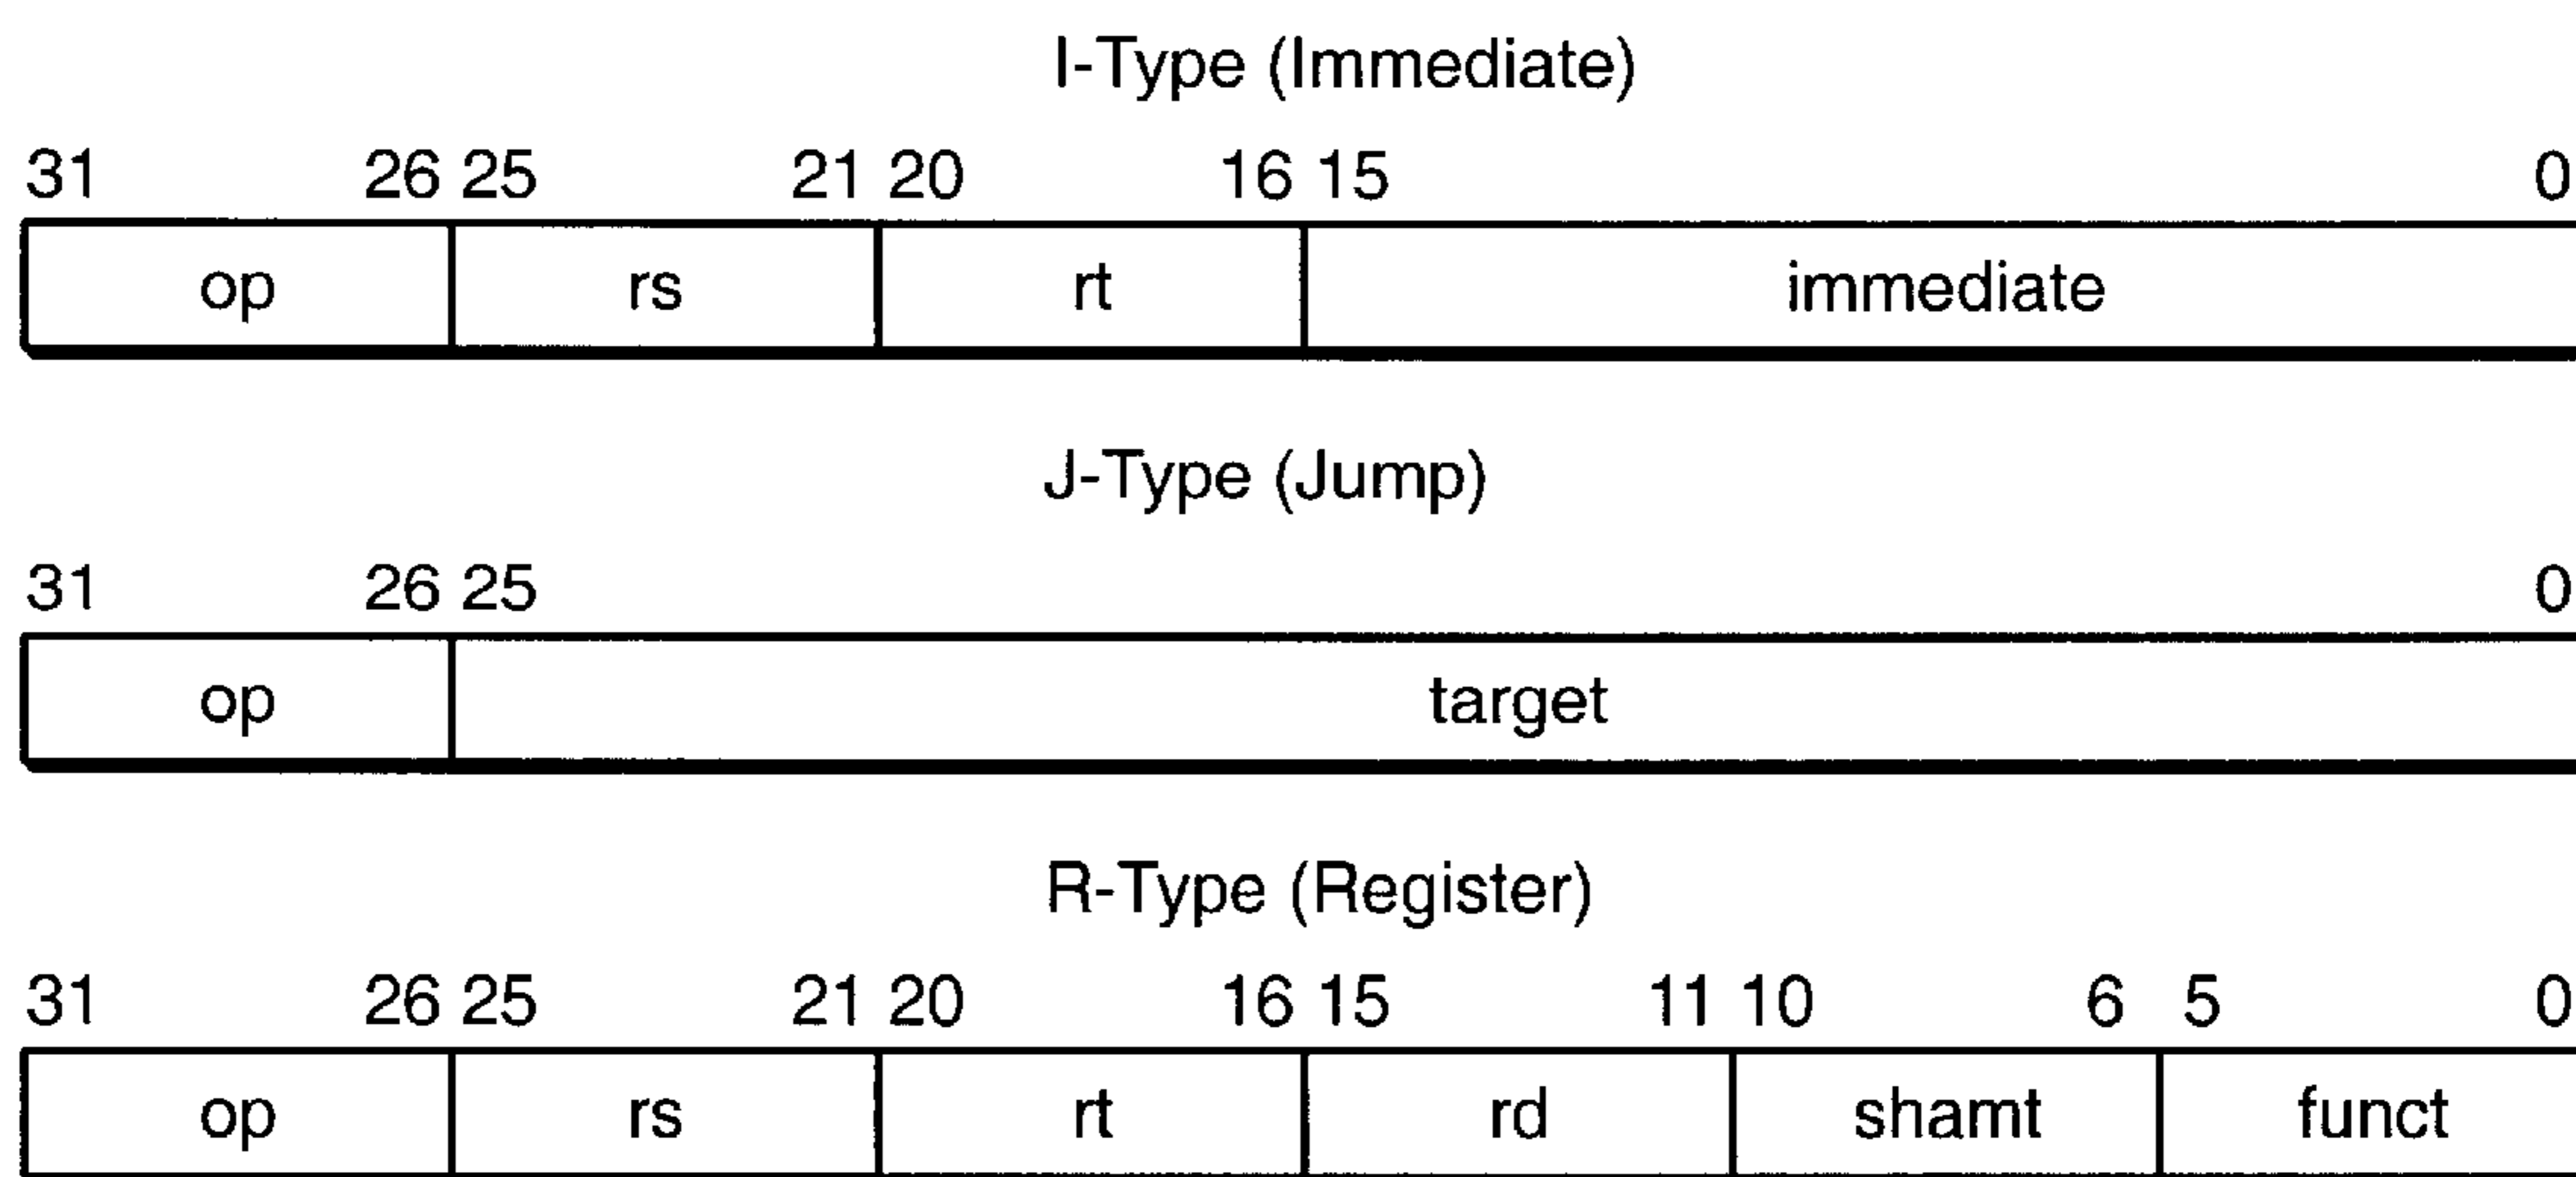 I-Type (Immediate)
31 26 25 21 20 16 15 0
op rs rt immediate
J-Type (Jump)
31 26 25 0
op target
R-Type (Register)
31 26 25 21 20 16 15 11 10 6 5 0
op rs rt rd shamt funct